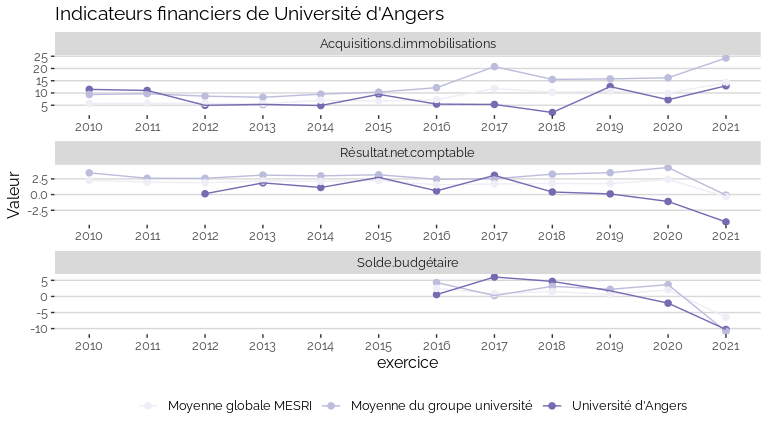 Indicateurs financiers de Université d'Angers
Acquisitions.d.immobilisations
25
20
15
10
5
2010 2011 2012 2013 2014 2015 2016 2017 2018 2019 2020 2021
Résultat.net.comptable
2.5
0.0
-2.5
2010 2011 2012 2013 2014 2015 2016 2017 2018 2019 2020 2021
Valeur
Solde.budgétaire
5
0
-5
-10
2010 2011 2012 2013 2014 2015 2016 2017 2018 2019 2020 2021
exercice
Moyenne globale MESRI Moyenne du groupe université Université d'Angers